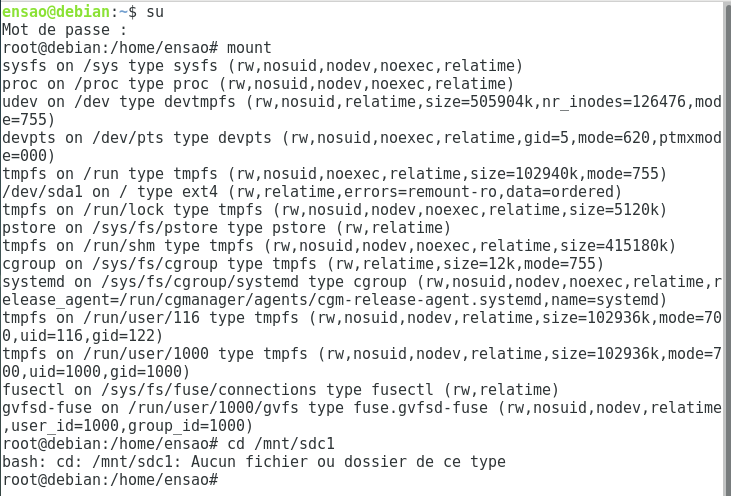 ensao@debian:~$ su
Mot de passe :
root@debian:/home/ensao# mount
sysfs on /sys type sysfs (rw,nosuid,nodev,noexec,relatime)
proc on /proc type proc (rw,nosuid,nodev,noexec,relatime)
udev on /dev type devtmpfs (rw,nosuid,relatime,size=505904k,nr_inodes=126476,mod
e=755)
devpts on /dev/pts type devpts (rw,nosuid,noexec,relatime,gid=5,mode=620,ptmxmod
e=000)
tmpfs on /run type tmpfs (rw,nosuid,noexec,relatime,size=102940k,mode=755)
/dev/sda1 on / type ext4 (rw,relatime,errors=remount-ro,data=ordered)
tmpfs on /run/lock type tmpfs (rw,nosuid,nodev,noexec,relatime,size=5120k)
pstore on /sys/fs/pstore type pstore (rw,relatime)
tmpfs on /run/shm type tmpfs (rw,nosuid,nodev,noexec,relatime,size=415180k)
cgroup on /sys/fs/cgroup type tmpfs (rw,relatime,size=12k,mode=755)
systemd on /sys/fs/cgroup/systemd type cgroup (rw,nosuid,nodev,noexec,relatime,r
elease_agent=/run/cgmanager/agents/cgm-release-agent.systemd,name=systemd)
tmpfs on /run/user/116 type tmpfs (rw,nosuid,nodev,relatime,size=102936k,mode=70
0,uid=116,gid=122)
tmpfs on /run/user/1000 type tmpfs (rw,nosuid,nodev,relatime,size=102936k,mode=7
00,uid=1000,gid=1000)
fusectl on /sys/fs/fuse/connections type fusectl (rw,relatime)
gvfsd-fuse on /run/user/1000/gvfs type fuse.gvfsd-fuse (rw,nosuid,nodev,relatime
,user_id=1000,group_id=1000)
root@debian:/home/ensao# cd /mnt/sdc1
bash: cd: /mnt/sdc1: Aucun fichier ou dossier de ce type
root@debian:/home/ensao#